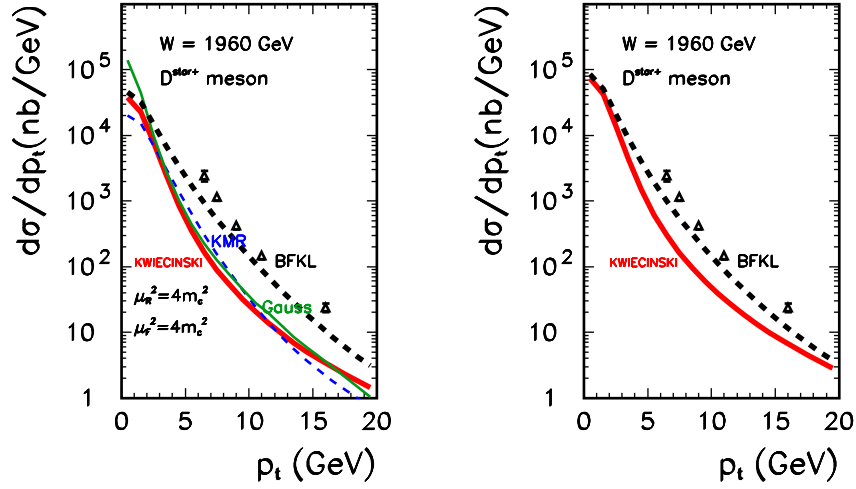 dσ/dp_t(nb/GeV)
10^5
10^4
10^3
10^2
10
1
W = 1960 GeV
D^star+ meson
KMR
KWIECINSKI
BFKL
μ_R^2=4m_c^2
Gauss
μ_F^2=4m_c^2
0 5 10 15 20
p_t (GeV)
dσ/dp_t(nb/GeV)
10^5
10^4
10^3
10^2
10
1
W = 1960 GeV
D^star+ meson
KWIECINSKI
BFKL
0 5 10 15 20
p_t (GeV)